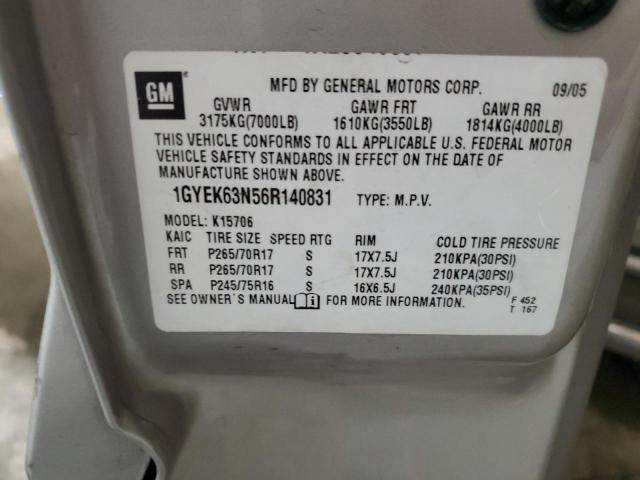 GM
MFD BY GENERAL MOTORS CORP. 09/05
GVWR GAWR FRT GAWR RR
3175KG(7000LB) 1610KG(3550LB) 1814KG(4000LB)
THIS VEHICLE CONFORMS TO ALL APPLICABLE U.S. FEDERAL MOTOR
VEHICLE SAFETY STANDARDS IN EFFECT ON THE DATE OF
MANUFACTURE SHOWN ABOVE.
1GYEK63N56R140831 TYPE: M.P.V.
MODEL: K15706
KAIC TIRE SIZE SPEED RTG RIM COLD TIRE PRESSURE
FRT P265/70R17 S 17X7.5J 210KPA(30PSI)
RR P265/70R17 S 17X7.5J 210KPA(30PSI)
SPA P245/75R16 S 16X6.5J 240KPA(35PSI)
SEE OWNER'S MANUAL FOR MORE INFORMATION.
F 452
T 167